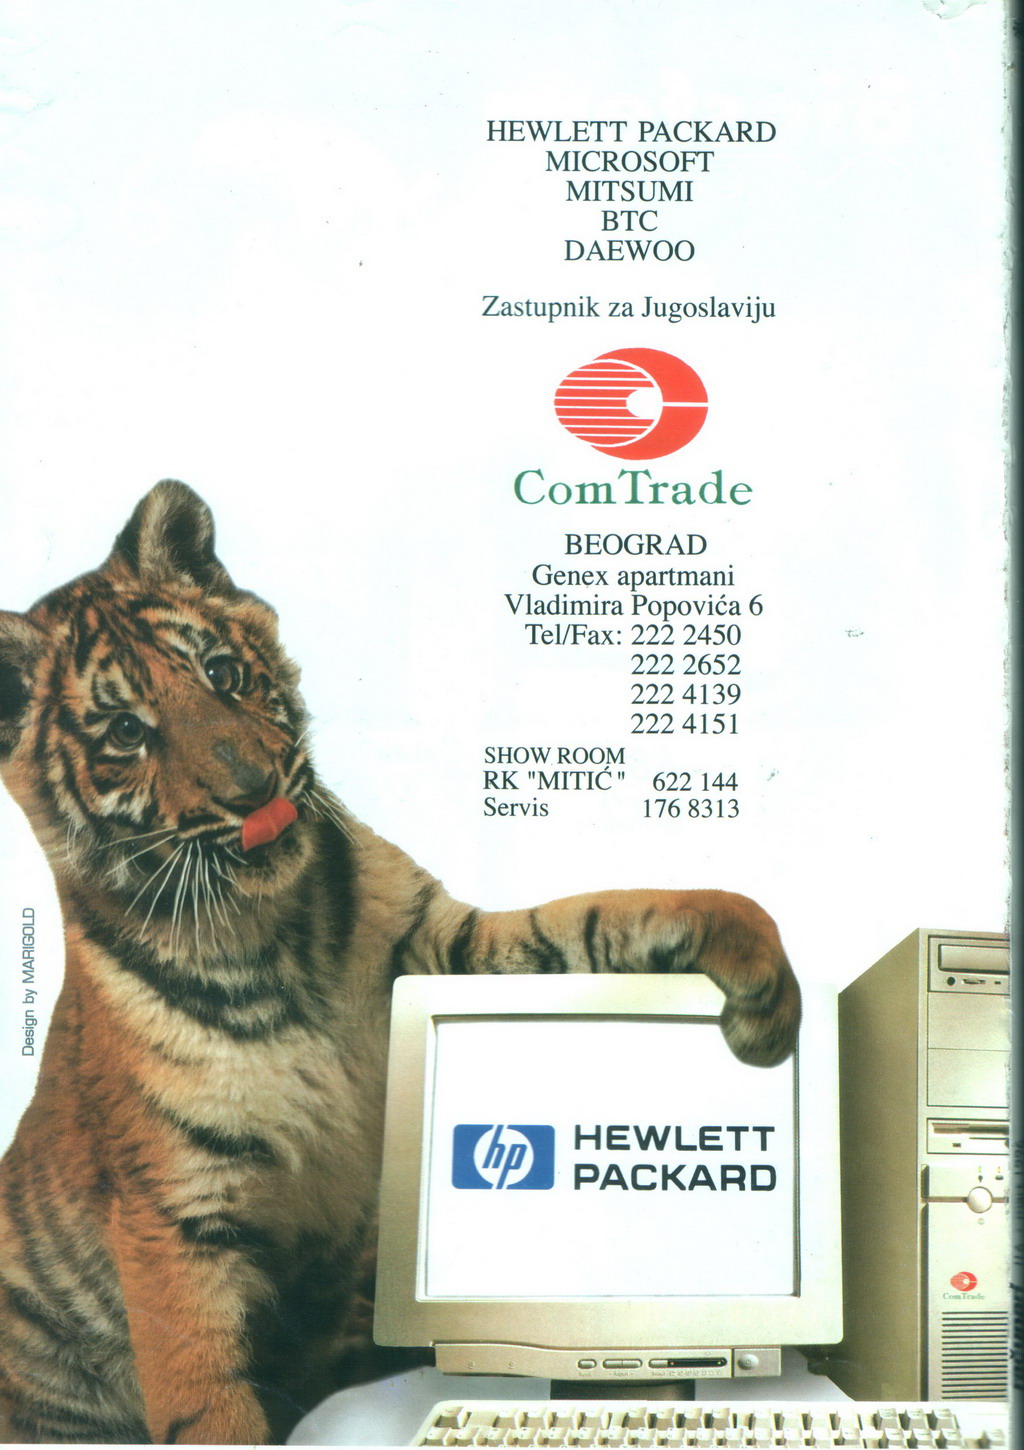 HEWLETT PACKARD
MICROSOFT
MITSUMI
BTC
DAEWOO
Zastupnik za Jugoslaviju
ComTrade
BEOGRAD
Genex apartmani
Vladimira Popovića 6
Tel/Fax: 222 2450
222 2652
222 4139
222 4151
SHOW ROOM
RK "MITIĆ" 622 144
Servis 176 8313
Design by MARIGOLD
hp HEWLETT
PACKARD
ComTrade